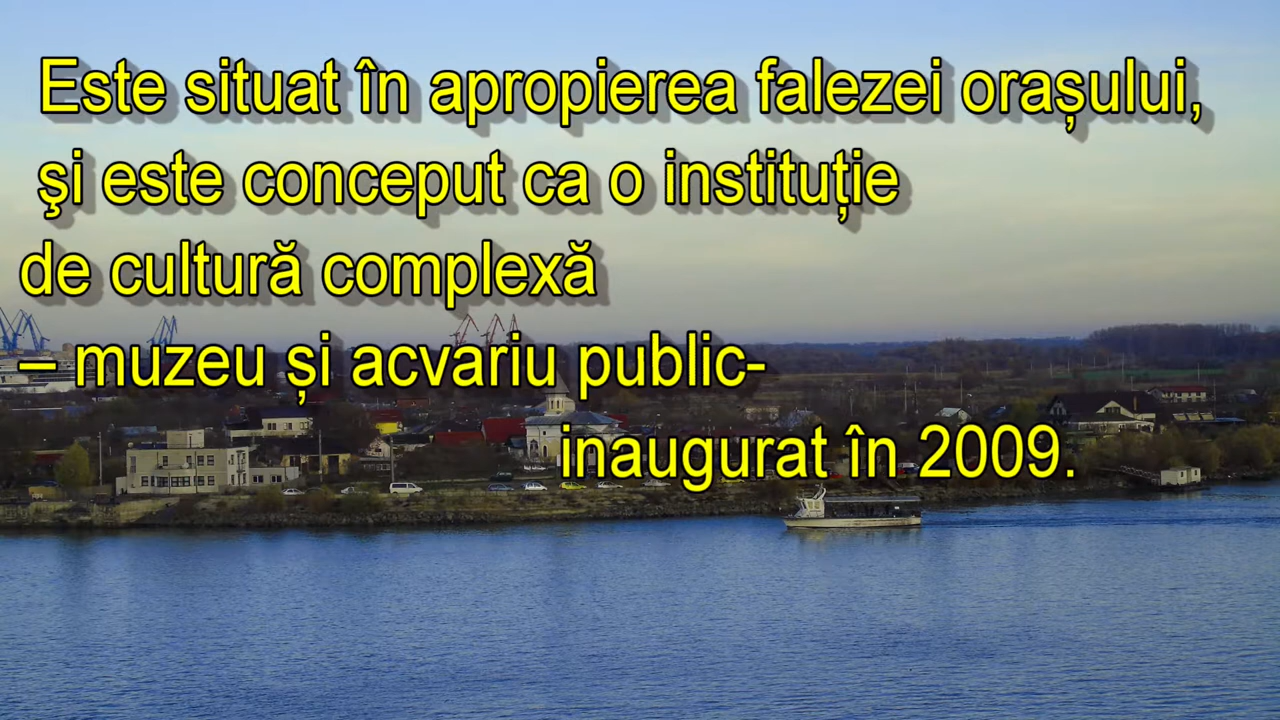 Este situat în apropierea falezei orașului,
şi este conceput ca o instituție
de cultură complexă
– muzeu și acvariu public-
inaugurat în 2009.